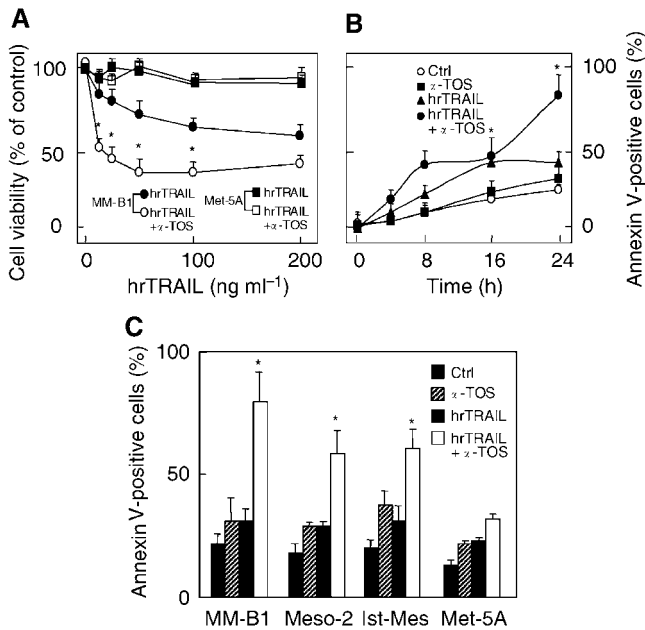 A
Cell viability (% of control)
100
50
0
MM-B1
hrTRAIL
hrTRAIL
+α-TOS
Met-5A
hrTRAIL
hrTRAIL
+α-TOS
* * * *
0 50 100 200
hrTRAIL (ng ml⁻¹)
B
Ctrl
α-TOS
hrTRAIL
hrTRAIL
+ α-TOS
* *
100
50
0
Annexin V-positive cells (%)
0 8 16 24
Time (h)
C
Annexin V-positive cells (%)
100
50
0
Ctrl
α-TOS
hrTRAIL
hrTRAIL
+ α-TOS
* * *
MM-B1 Meso-2 Ist-Mes Met-5A